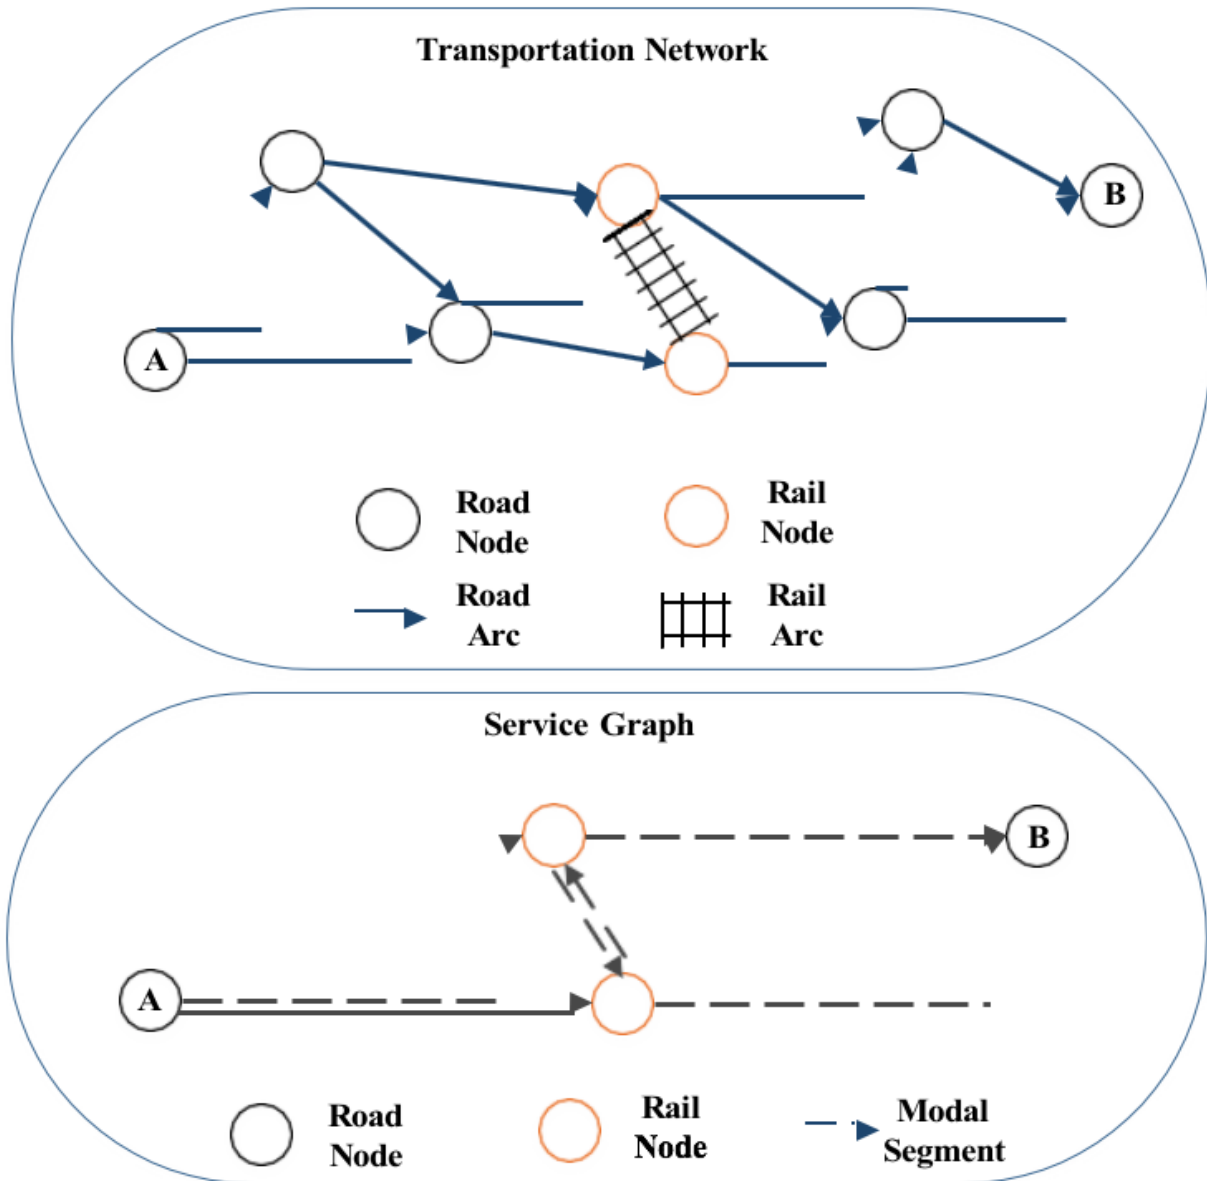 Transportation Network
B
A
Road
Node
Rail
Node
Road
Arc
Rail
Arc
Service Graph
B
A
Road
Node
Rail
Node
Modal
Segment